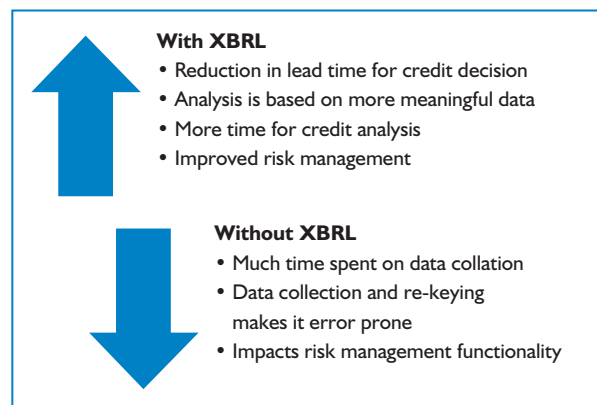 With XBRL
• Reduction in lead time for credit decision
• Analysis is based on more meaningful data
• More time for credit analysis
• Improved risk management
Without XBRL
• Much time spent on data collation
• Data collection and re-keying
makes it error prone
• Impacts risk management functionality